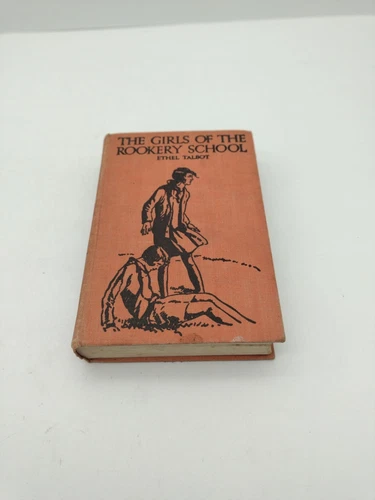 THE GIRLS OF THE
ROOKERY SCHOOL
ETHEL TALBOT